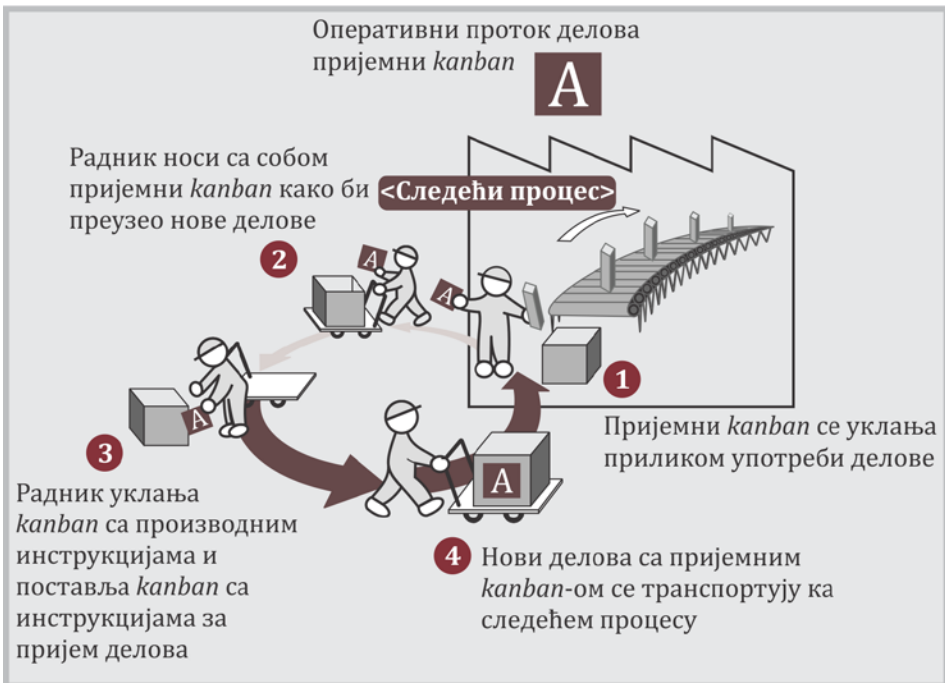 Оперативни проток делова
пријемни kanban
A
Радник носи са собом
пријемни kanban како би
преузео нове делове
<Следећи процес>
2
A
A
1
Пријемни kanban се уклања
приликом употреби делове
A
3
Радник уклања
kanban са производним
инструкцијама и
поставља kanban са
инструкцијама за
пријем делова
A
4
Нови делова са пријемним
kanban-ом се транспортују ка
следећем процесу